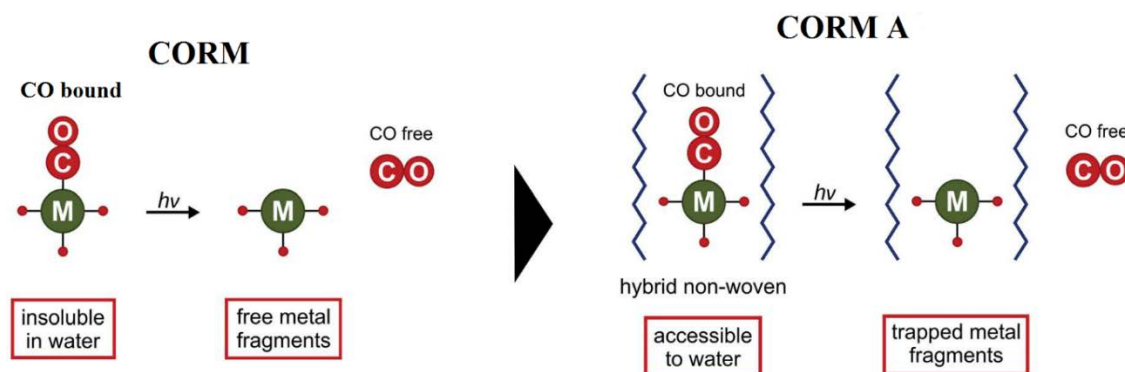 CORM
CO bound
O
C
M
hν
M
CO free
C O
insoluble
in water
free metal
fragments
CORM A
CO bound
O
C
M
hν
M
CO free
C O
hybrid non-woven
accessible
to water
trapped metal
fragments